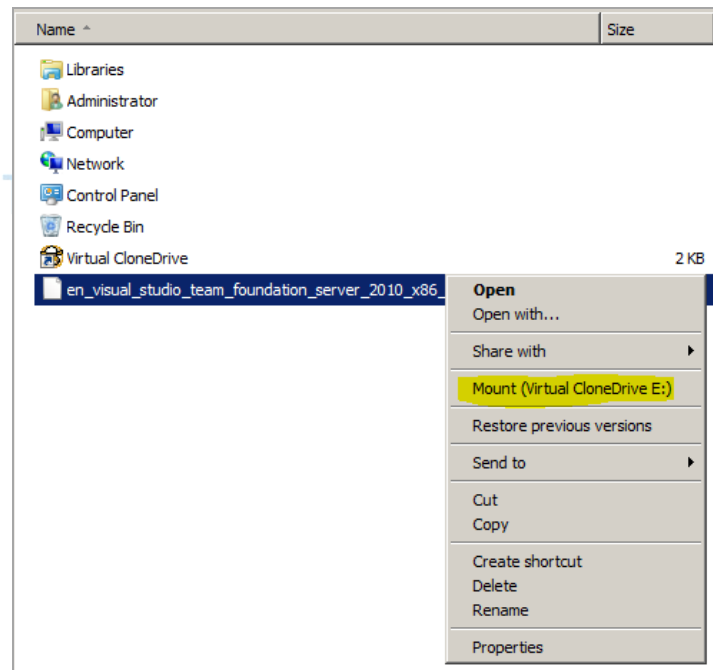 Name Size
Libraries
Administrator
Computer
Network
Control Panel
Recycle Bin
Virtual CloneDrive 2 KB
en_visual_studio_team_foundation_server_2010_x86_
Open
Open with...
Share with
Mount (Virtual CloneDrive E:)
Restore previous versions
Send to
Cut
Copy
Create shortcut
Delete
Rename
Properties